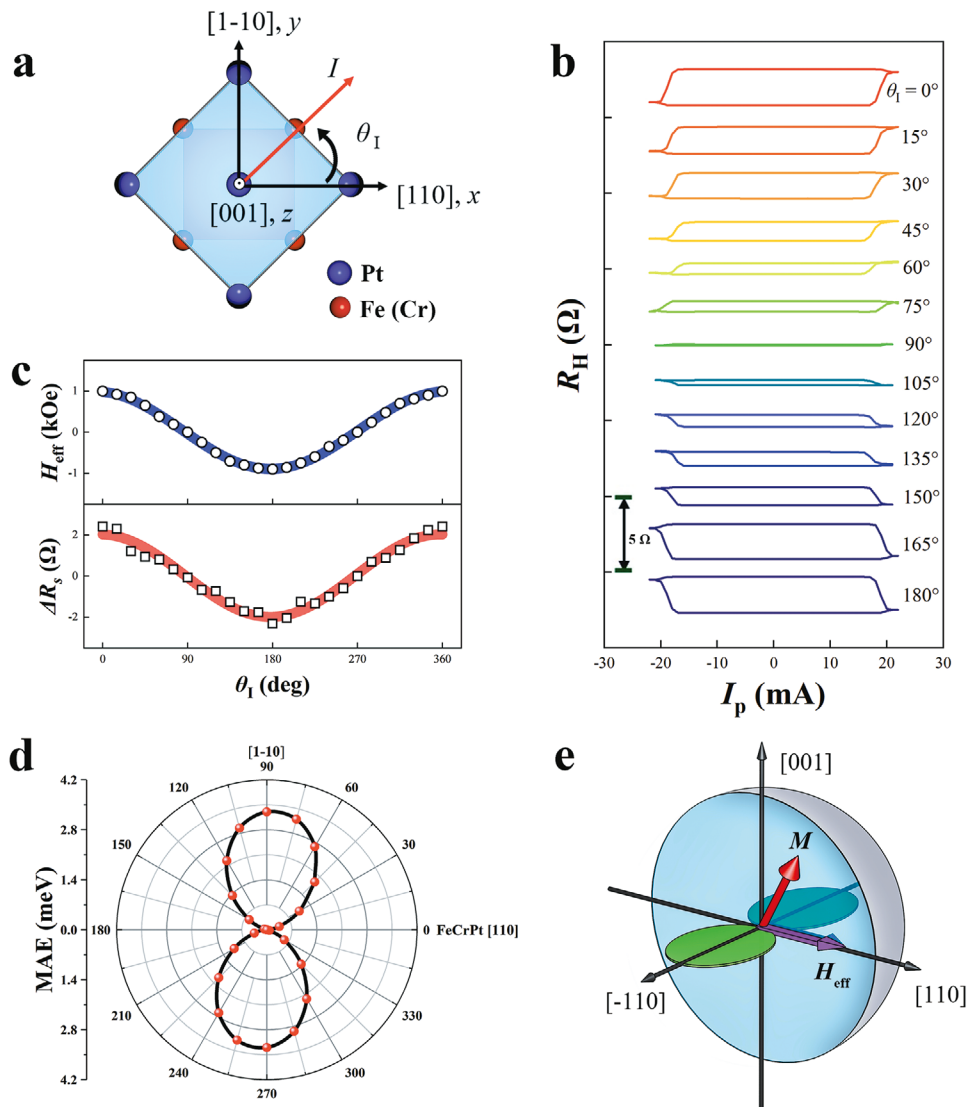 a
[1-10], y
I
θI
[110], x
[001], z
Pt
Fe (Cr)
b
θI = 0°
15°
30°
45°
60°
75°
90°
105°
120°
135°
150°
165°
180°
5 Ω
RH (Ω)
-30 -20 -10 0 10 20 30
Ip (mA)
c
Heff (kOe)
1
0
-1
ΔRs (Ω)
2
0
-2
0 90 180 270 360
θI (deg)
d
MAE (meV)
4.2
2.8
1.4
0.0
1.4
2.8
4.2
[1-10]
90
120 60
150 30
180 0 FeCrPt [110]
210 330
240 300
270
e
[001]
M
Heff
[-110]
[110]